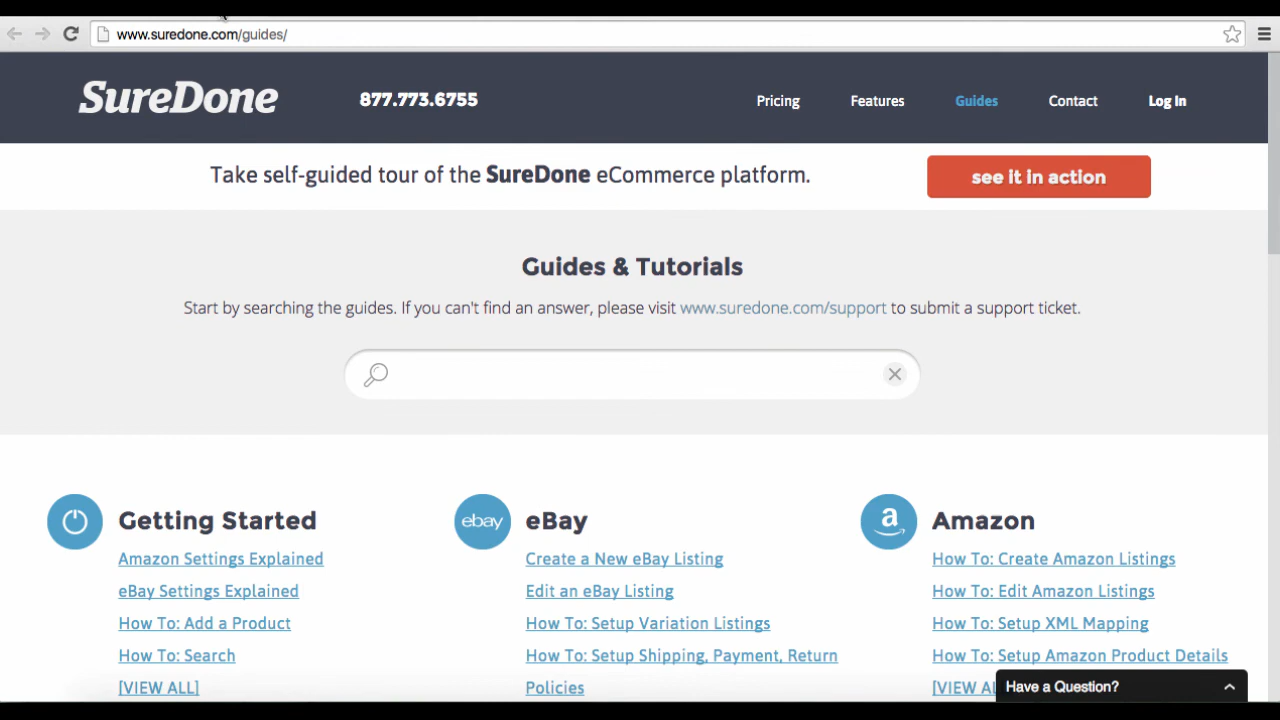 www.suredone.com/guides/
SureDone
877.773.6755
Pricing
Features
Guides
Contact
Log In
Take self-guided tour of the SureDone eCommerce platform.
see it in action
Guides & Tutorials
Start by searching the guides. If you can't find an answer, please visit www.suredone.com/support to submit a support ticket.
Getting Started
Amazon Settings Explained
eBay Settings Explained
How To: Add a Product
How To: Search
[VIEW ALL]
ebay
eBay
Create a New eBay Listing
Edit an eBay Listing
How To: Setup Variation Listings
How To: Setup Shipping, Payment, Return
Policies
a
Amazon
How To: Create Amazon Listings
How To: Edit Amazon Listings
How To: Setup XML Mapping
How To: Setup Amazon Product Details
[VIEW AL
Have a Question?